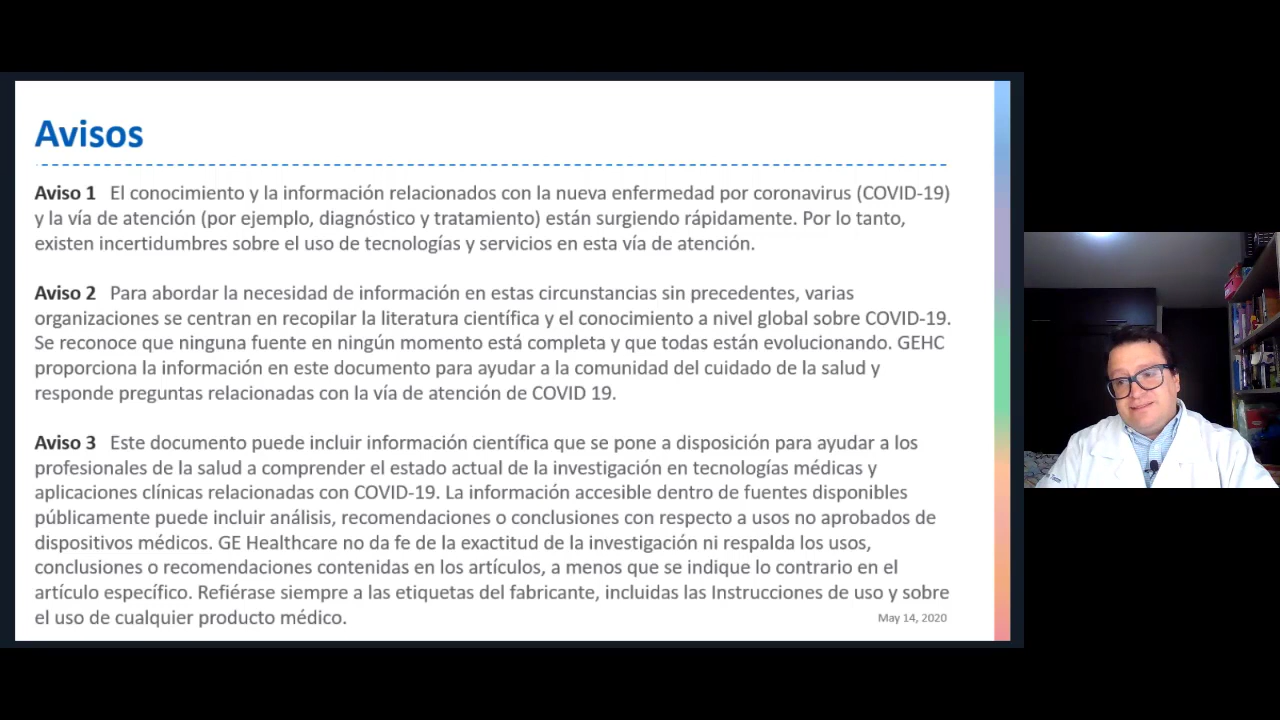 Avisos
Aviso 1 El conocimiento y la información relacionados con la nueva enfermedad por coronavirus (COVID-19)
y la vía de atención (por ejemplo, diagnóstico y tratamiento) están surgiendo rápidamente. Por lo tanto,
existen incertidumbres sobre el uso de tecnologías y servicios en esta vía de atención.
Aviso 2 Para abordar la necesidad de información en estas circunstancias sin precedentes, varias
organizaciones se centran en recopilar la literatura científica y el conocimiento a nivel global sobre COVID-19.
Se reconoce que ninguna fuente en ningún momento está completa y que todas están evolucionando. GEHC
proporciona la información en este documento para ayudar a la comunidad del cuidado de la salud y
responde preguntas relacionadas con la vía de atención de COVID 19.
Aviso 3 Este documento puede incluir información científica que se pone a disposición para ayudar a los
profesionales de la salud a comprender el estado actual de la investigación en tecnologías médicas y
aplicaciones clínicas relacionadas con COVID-19. La información accesible dentro de fuentes disponibles
públicamente puede incluir análisis, recomendaciones o conclusiones con respecto a usos no aprobados de
dispositivos médicos. GE Healthcare no da fe de la exactitud de la investigación ni respalda los usos,
conclusiones o recomendaciones contenidas en los artículos, a menos que se indique lo contrario en el
artículo específico. Refiérase siempre a las etiquetas del fabricante, incluidas las Instrucciones de uso y sobre
el uso de cualquier producto médico.
May 14, 2020